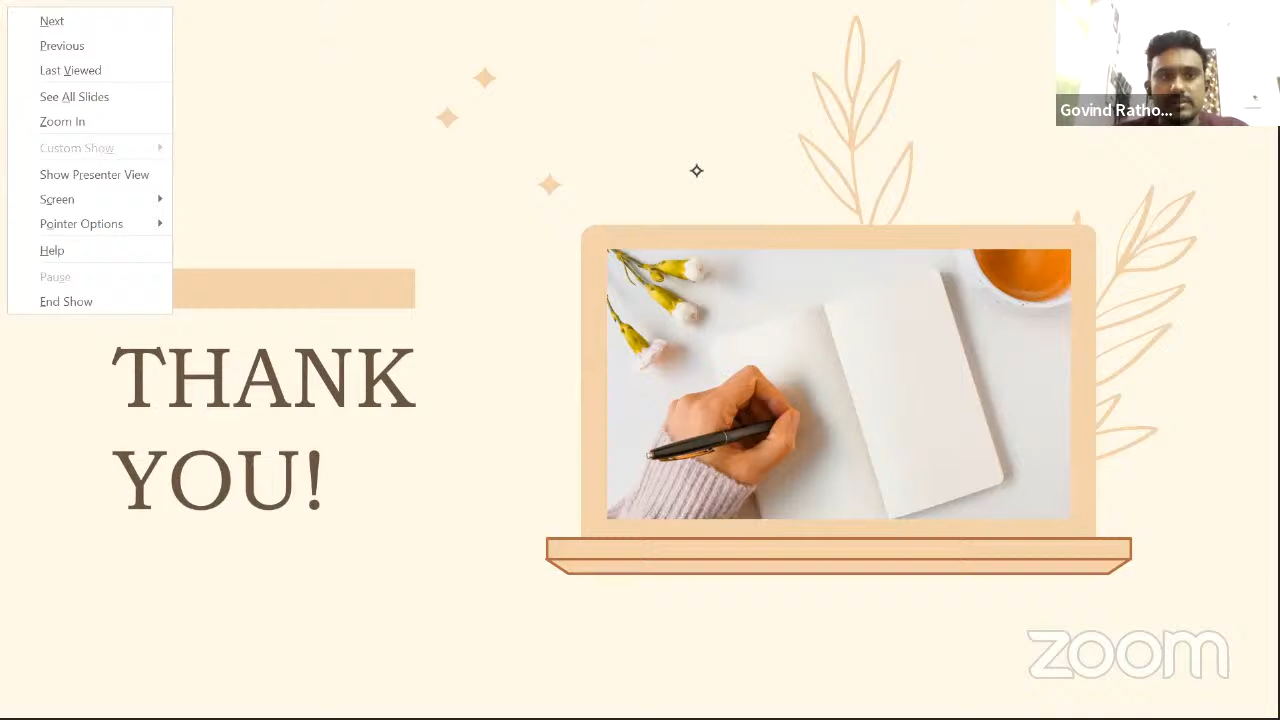 Next
Previous
Last Viewed
See All Slides
Zoom In
Custom Show
Show Presenter View
Screen
Pointer Options
Help
Pause
End Show
Govind Ratho...
THANK
YOU!
zoom